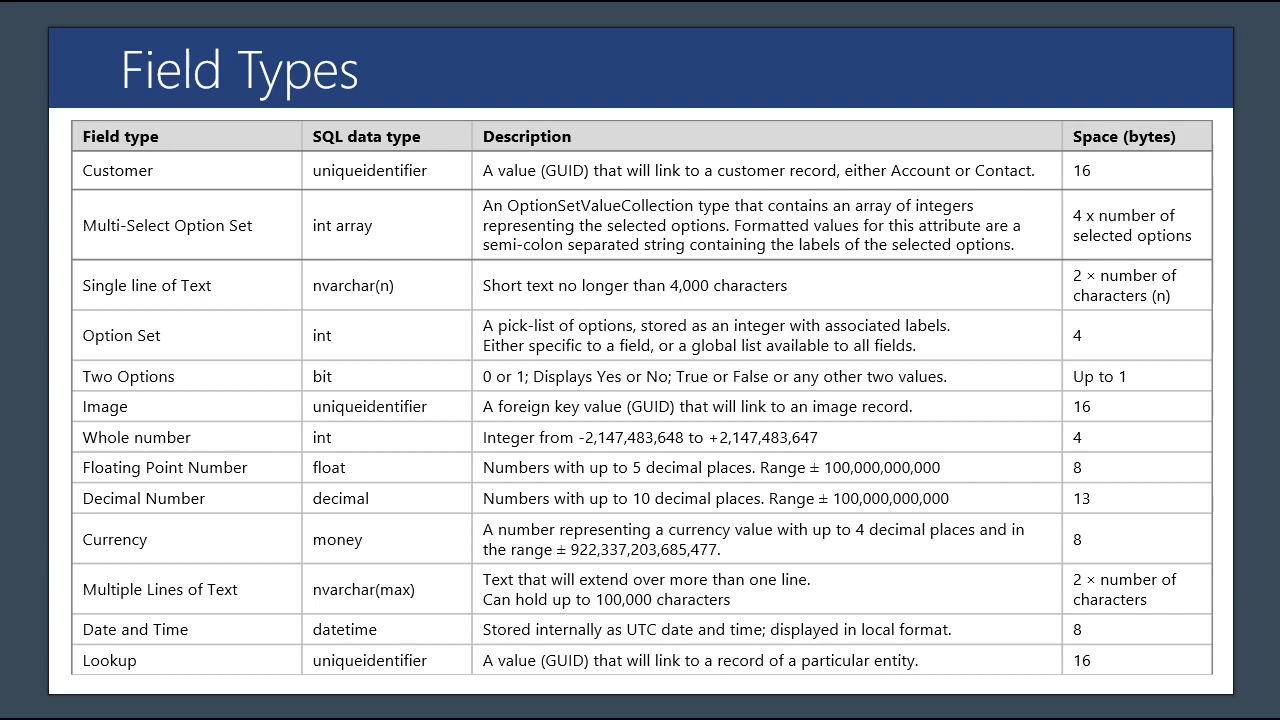 Field Types
Field type SQL data type Description Space (bytes)
Customer uniqueidentifier A value (GUID) that will link to a customer record, either Account or Contact. 16
Multi-Select Option Set int array An OptionSetValueCollection type that contains an array of integers
representing the selected options. Formatted values for this attribute are a
semi-colon separated string containing the labels of the selected options.
4 x number of
selected options
Single line of Text nvarchar(n) Short text no longer than 4,000 characters 2 × number of
characters (n)
Option Set int A pick-list of options, stored as an integer with associated labels.
Either specific to a field, or a global list available to all fields.
4
Two Options bit 0 or 1; Displays Yes or No; True or False or any other two values. Up to 1
Image uniqueidentifier A foreign key value (GUID) that will link to an image record. 16
Whole number int Integer from -2,147,483,648 to +2,147,483,647 4
Floating Point Number float Numbers with up to 5 decimal places. Range ± 100,000,000,000 8
Decimal Number decimal Numbers with up to 10 decimal places. Range ± 100,000,000,000 13
Currency money A number representing a currency value with up to 4 decimal places and in
the range ± 922,337,203,685,477.
8
Multiple Lines of Text nvarchar(max) Text that will extend over more than one line.
Can hold up to 100,000 characters
2 × number of
characters
Date and Time datetime Stored internally as UTC date and time; displayed in local format. 8
Lookup uniqueidentifier A value (GUID) that will link to a record of a particular entity. 16